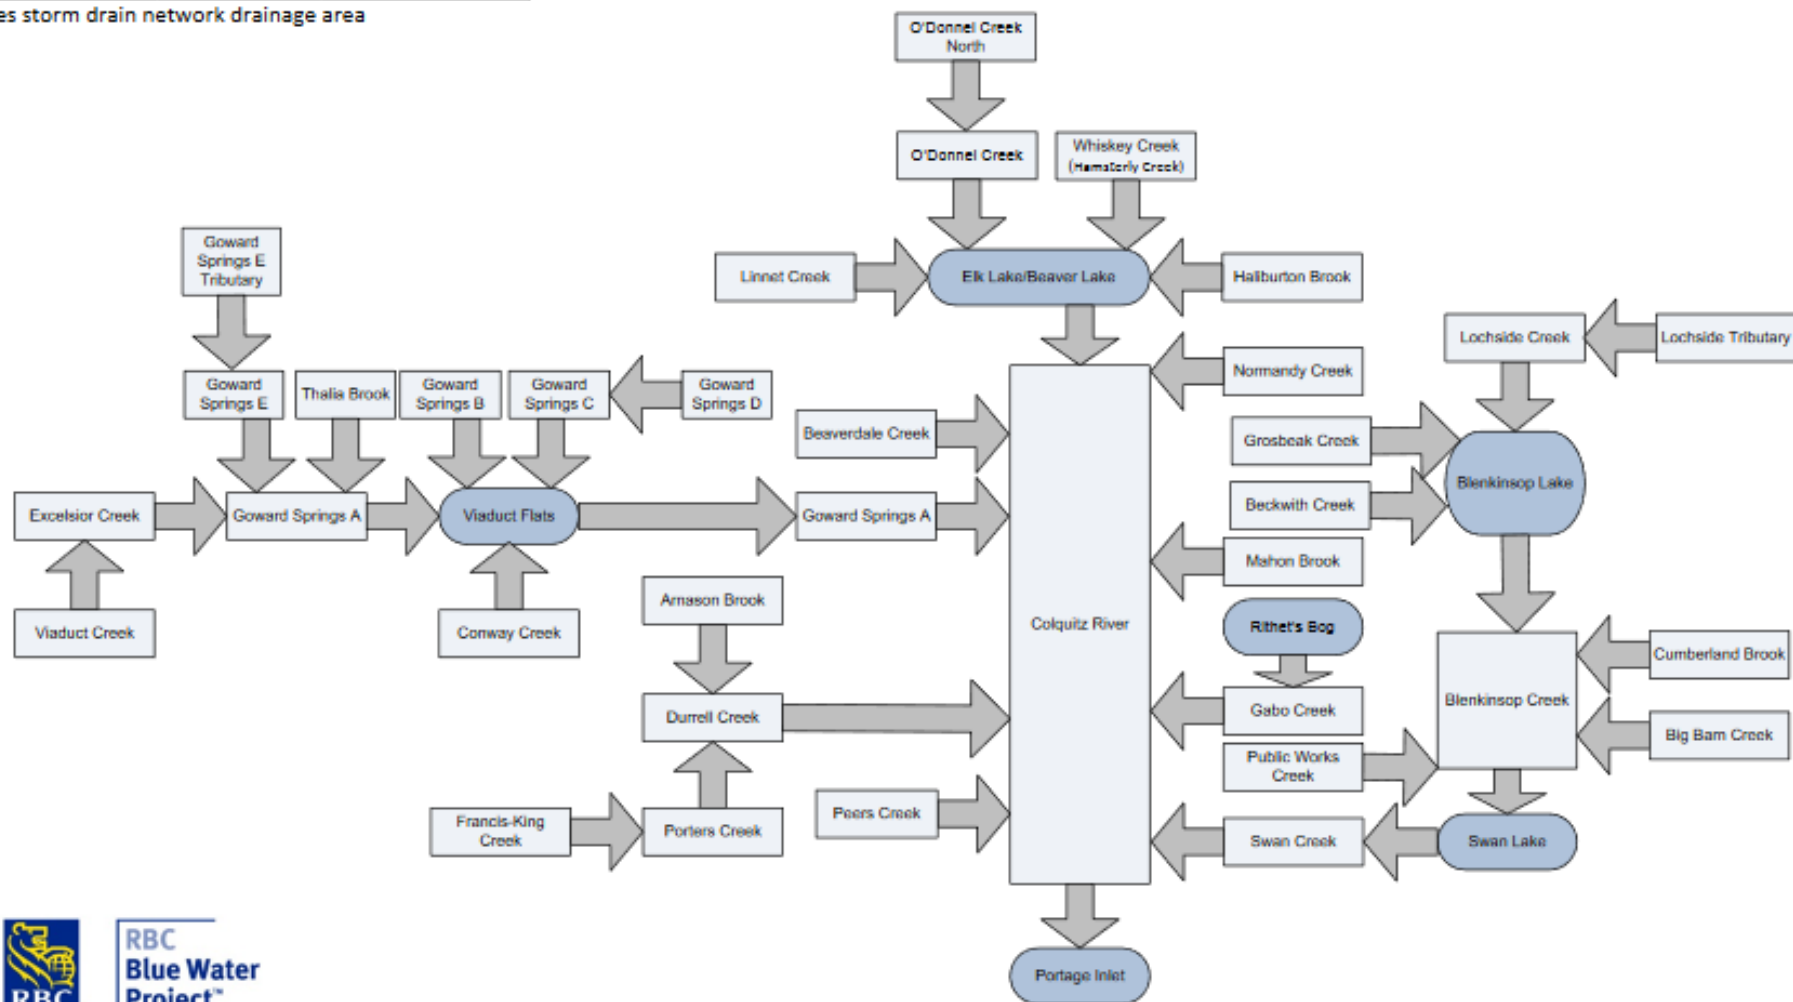 es storm drain network drainage area
O'Donnel Creek
North
O'Donnel Creek
Whiskey Creek
(Hamsterly Creek)
Goward
Springs E
Tributary
Linnet Creek
Elk Lake/Beaver Lake
Haliburton Brook
Lochside Creek
Lochside Tributary
Normandy Creek
Goward
Springs E
Thalia Brook
Goward
Springs B
Goward
Springs C
Goward
Springs D
Beaverdale Creek
Grosbeak Creek
Blenkinsop Lake
Beckwith Creek
Excelsior Creek
Goward Springs A
Viaduct Flats
Goward Springs A
Mahon Brook
Arnason Brook
Viaduct Creek
Conway Creek
Colquitz River
Rithet's Bog
Cumberland Brook
Blenkinsop Creek
Durrell Creek
Gabo Creek
Big Barn Creek
Public Works
Creek
Francis-King
Creek
Porters Creek
Peers Creek
Swan Creek
Swan Lake
Portage Inlet
RBC
RBC
Blue Water
Project™